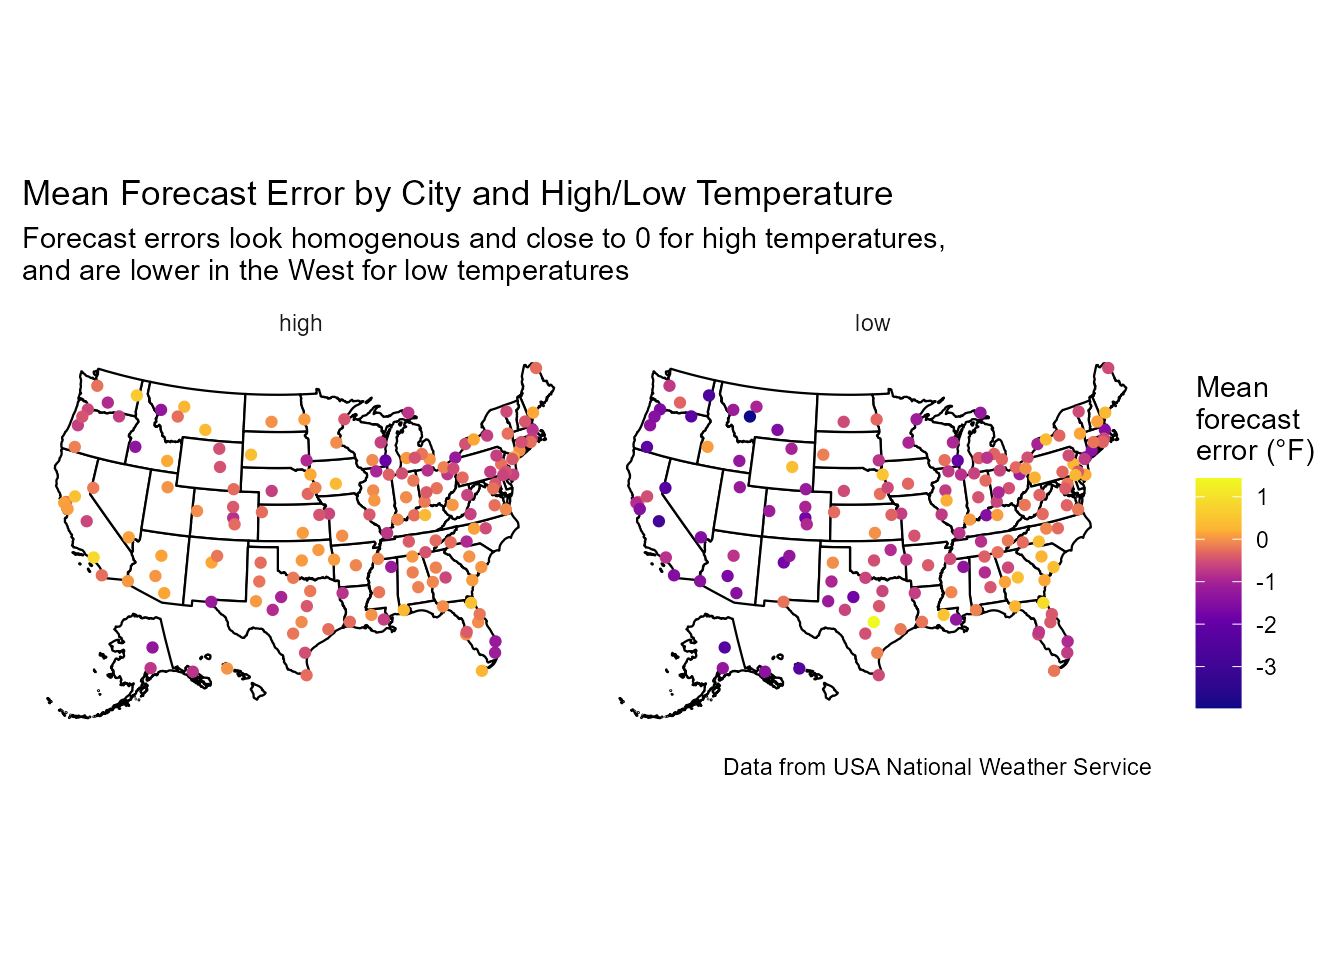 Mean Forecast Error by City and High/Low Temperature
Forecast errors look homogenous and close to 0 for high temperatures,
and are lower in the West for low temperatures
high
low
Mean
forecast
error (°F)
1
0
-1
-2
-3
Data from USA National Weather Service